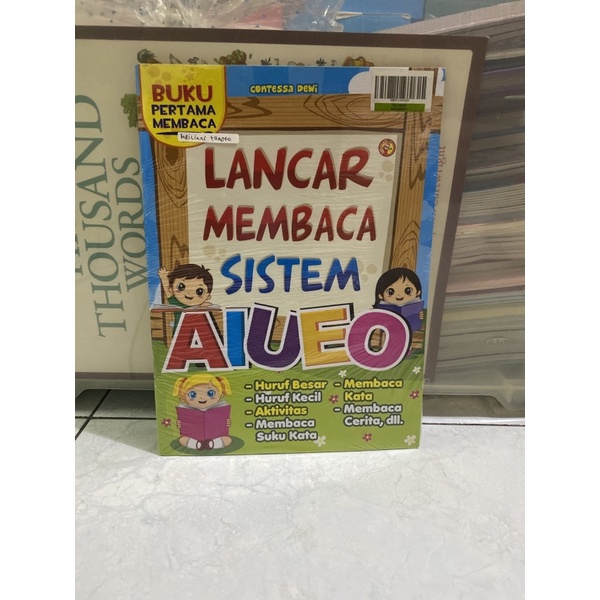 THOUSAND
WORDS
BUKU
PERTAMA
MEMBACA
CONTESSA DEWI
LANCAR
MEMBACA
SISTEM
AIUEO
- Huruf Besar
- Huruf Kecil
- Aktivitas
- Membaca
Suku Kata
- Membaca
Kata
- Membaca
Cerita, dll.